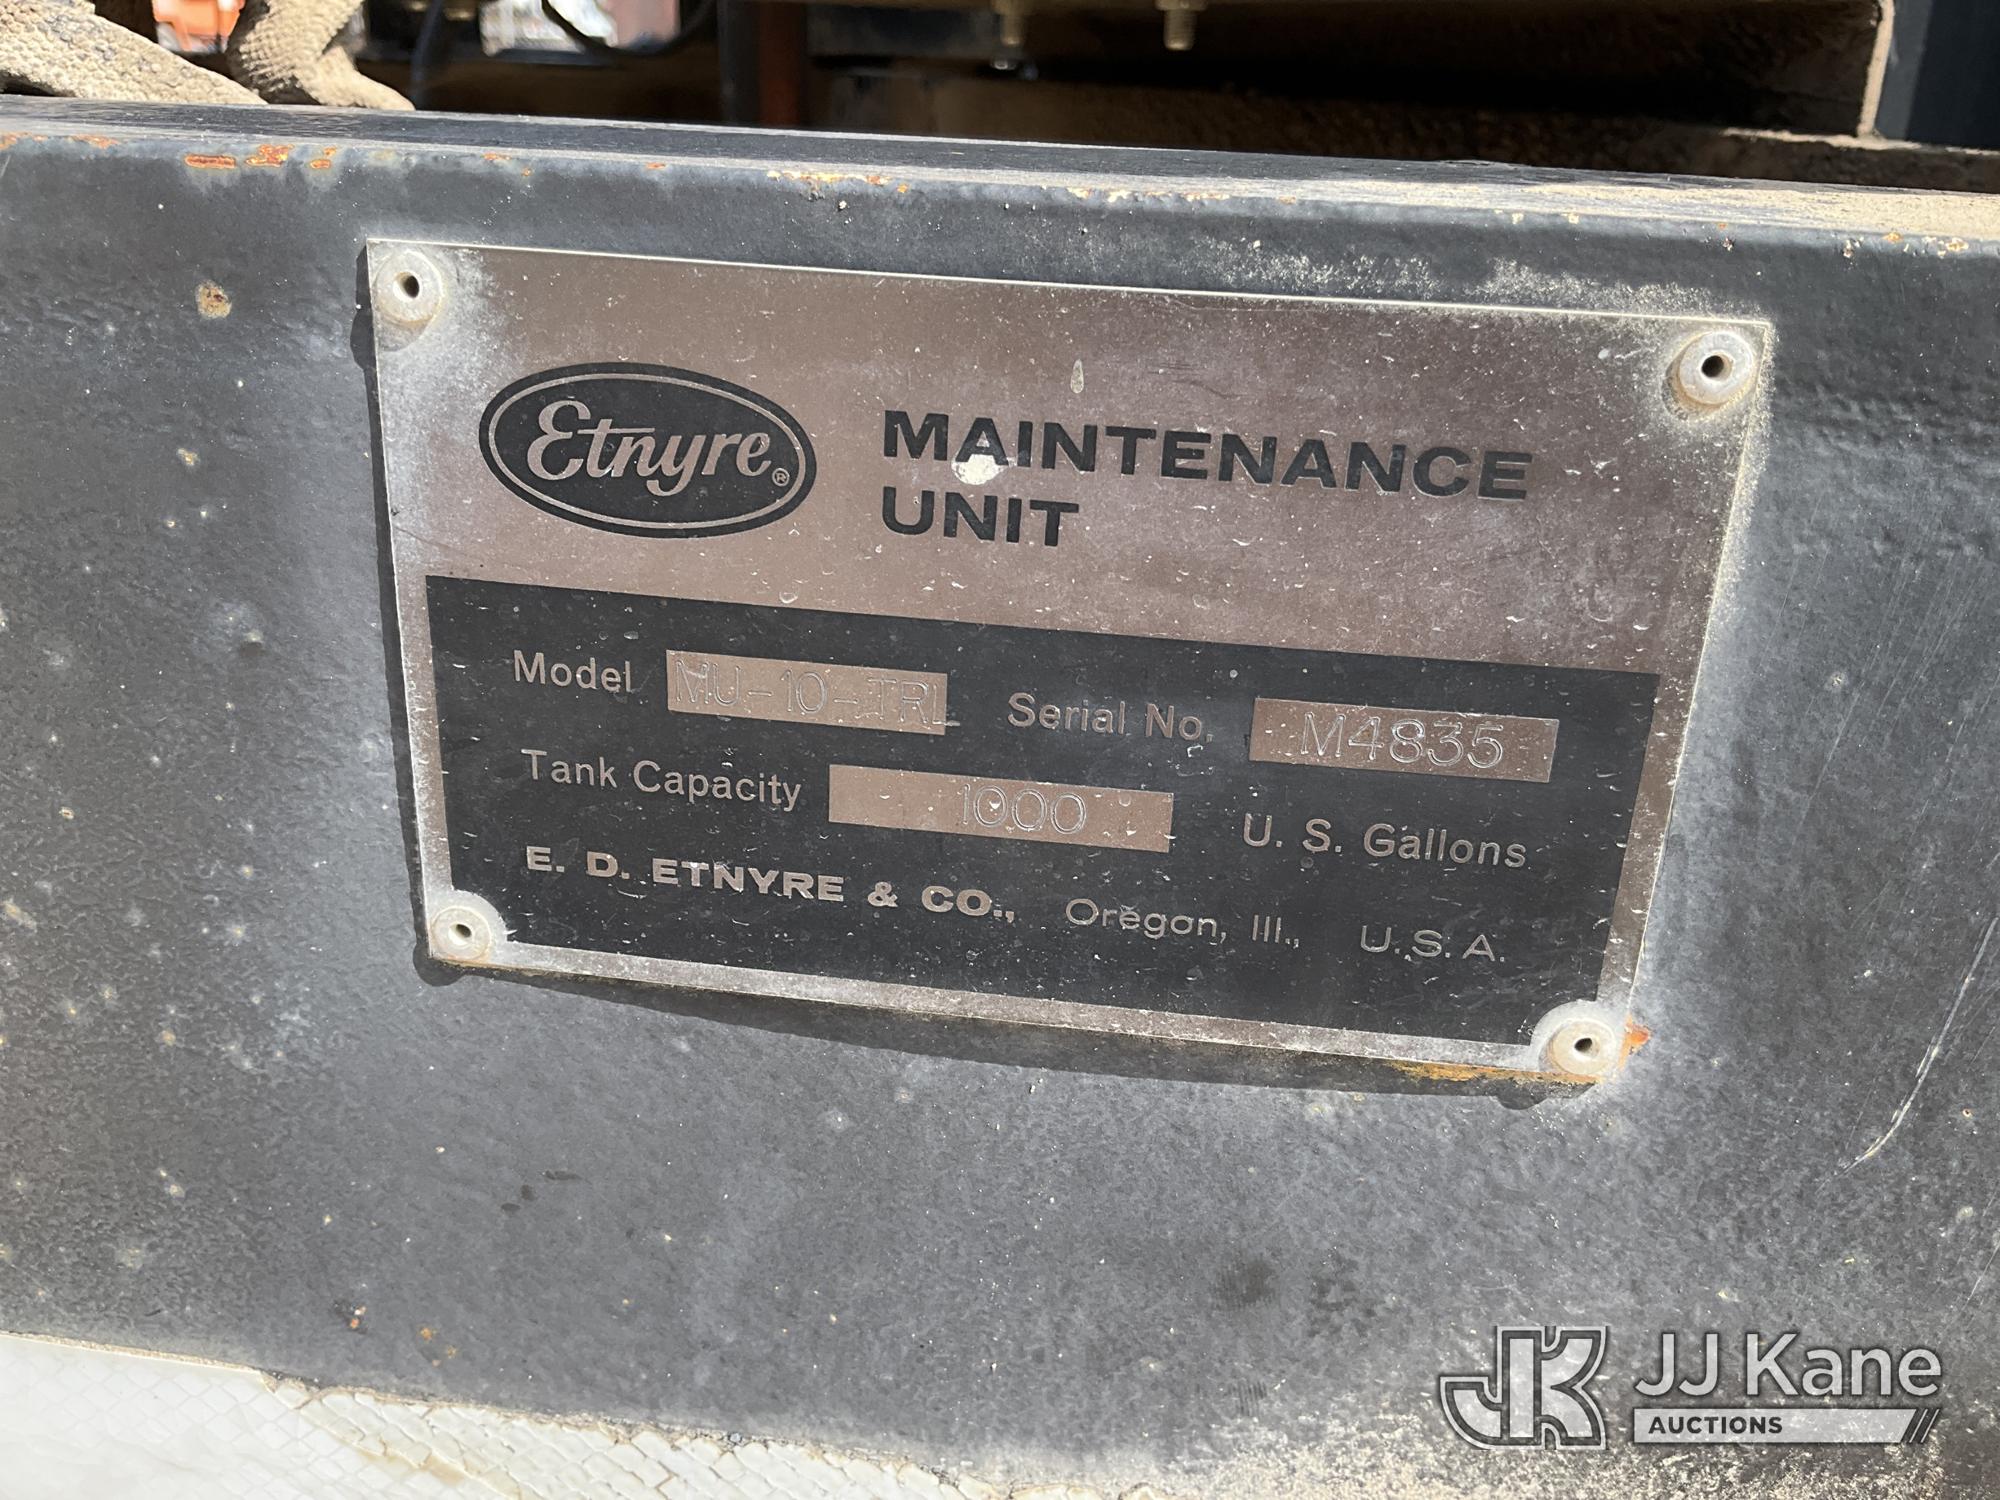 Etnyre®
MAINTENANCE
UNIT
Model MU-10-TRL Serial No. M4835
Tank Capacity 1000 U. S. Gallons
E. D. ETNYRE & CO., Oregon, Ill., U.S.A.
JK JJ Kane
AUCTIONS